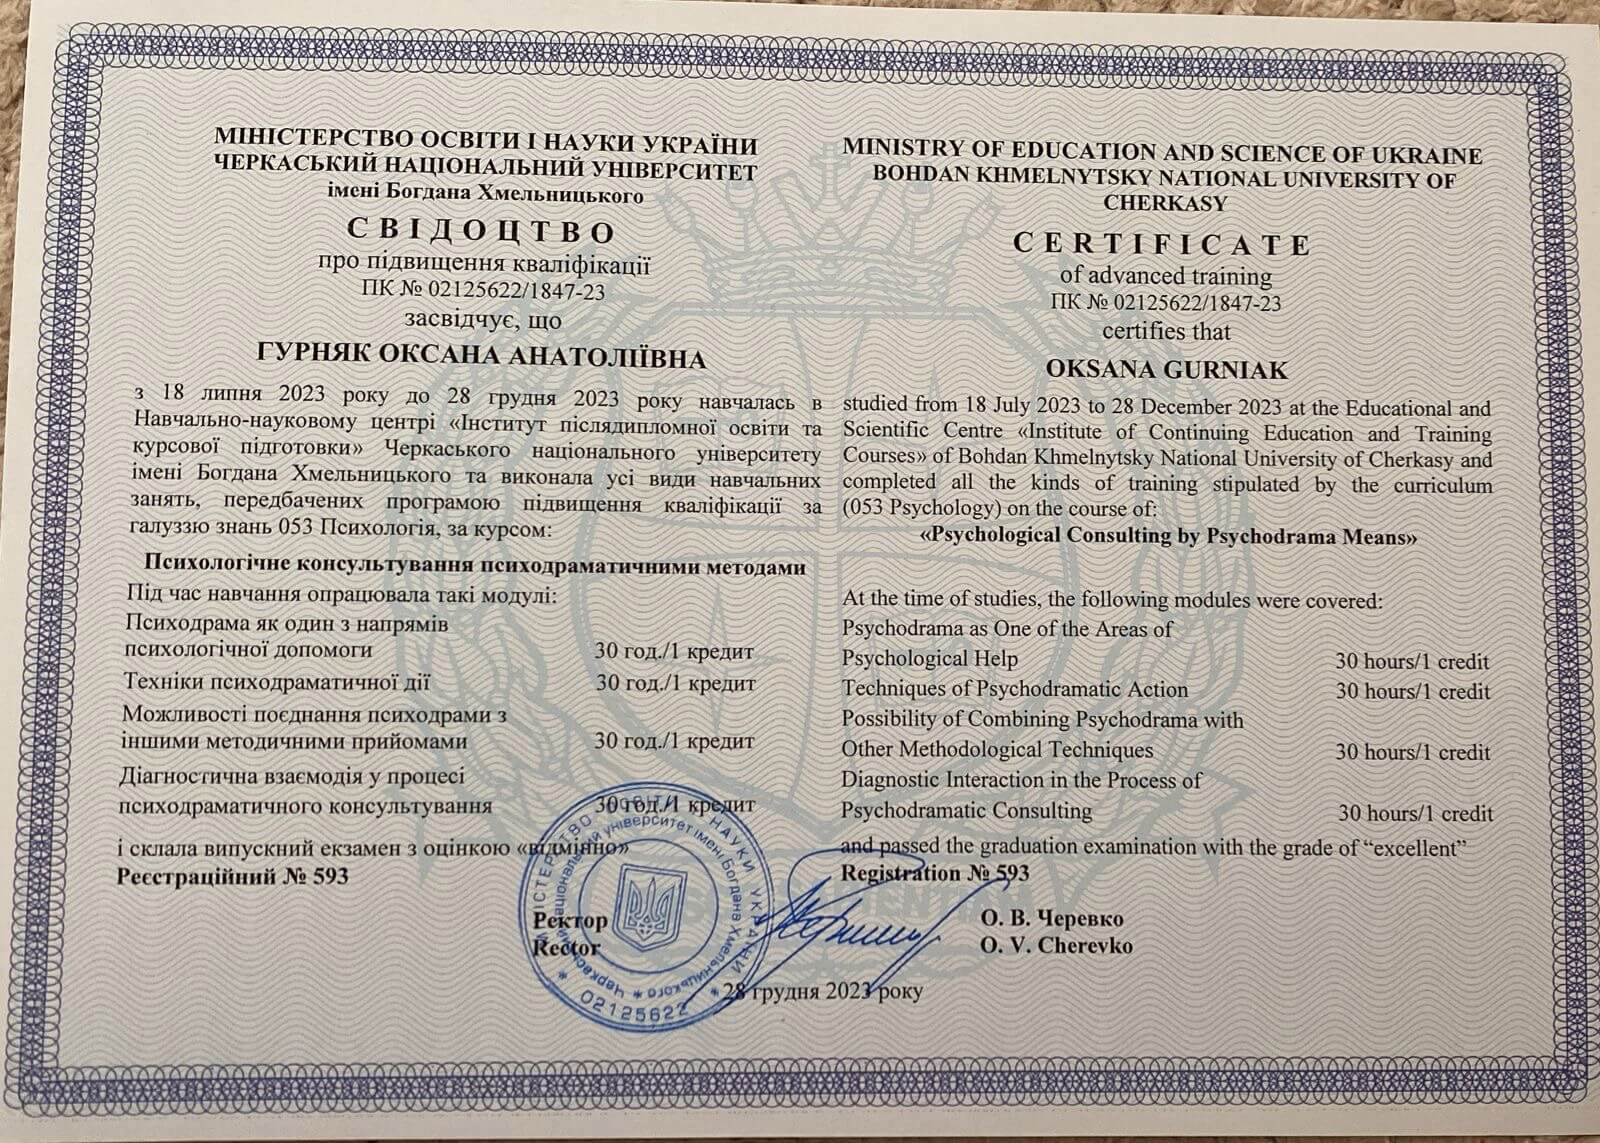 МІНІСТЕРСТВО ОСВІТИ І НАУКИ УКРАЇНИ
ЧЕРКАСЬКИЙ НАЦІОНАЛЬНИЙ УНІВЕРСИТЕТ
імені Богдана Хмельницького
СВІДОЦТВО
про підвищення кваліфікації
ПК № 02125622/1847-23
засвідчує, що
ГУРНЯК ОКСАНА АНАТОЛІЇВНА
з 18 липня 2023 року до 28 грудня 2023 року навчалась в
Навчально-науковому центрі «Інститут післядипломної освіти та
курсової підготовки» Черкаського національного університету
імені Богдана Хмельницького та виконала усі види навчальних
занять, передбачених програмою підвищення кваліфікації за
галуззю знань 053 Психологія, за курсом:
Психологічне консультування психодраматичними методами
Під час навчання опрацювала такі модулі:
Психодрама як один з напрямів
психологічної допомоги 30 год./1 кредит
Техніки психодраматичної дії 30 год./1 кредит
Можливості поєднання психодрами з
іншими методичними прийомами 30 год./1 кредит
Діагностична взаємодія у процесі
психодраматичного консультування 30 год./1 кредит
і склала випускний екзамен з оцінкою «відмінно»
Реєстраційний № 593
MINISTRY OF EDUCATION AND SCIENCE OF UKRAINE
BOHDAN KHMELNYTSKY NATIONAL UNIVERSITY OF
CHERKASY
CERTIFICATE
of advanced training
ПК № 02125622/1847-23
certifies that
OKSANA GURNIAK
studied from 18 July 2023 to 28 December 2023 at the Educational and
Scientific Centre «Institute of Continuing Education and Training
Courses» of Bohdan Khmelnytsky National University of Cherkasy and
completed all the kinds of training stipulated by the curriculum
(053 Psychology) on the course of:
«Psychological Consulting by Psychodrama Means»
At the time of studies, the following modules were covered:
Psychodrama as One of the Areas of
Psychological Help 30 hours/1 credit
Techniques of Psychodramatic Action 30 hours/1 credit
Possibility of Combining Psychodrama with
Other Methodological Techniques 30 hours/1 credit
Diagnostic Interaction in the Process of
Psychodramatic Consulting 30 hours/1 credit
and passed the graduation examination with the grade of “excellent”
Registration № 593
Ректор О. В. Черевко
Rector O. V. Cherevko
28 грудня 2023 року
МІНІСТЕРСТВО ОСВІТИ І НАУКИ УКРАЇНИ
Черкаський національний університет імені Богдана Хмельницького
* 02125622 *